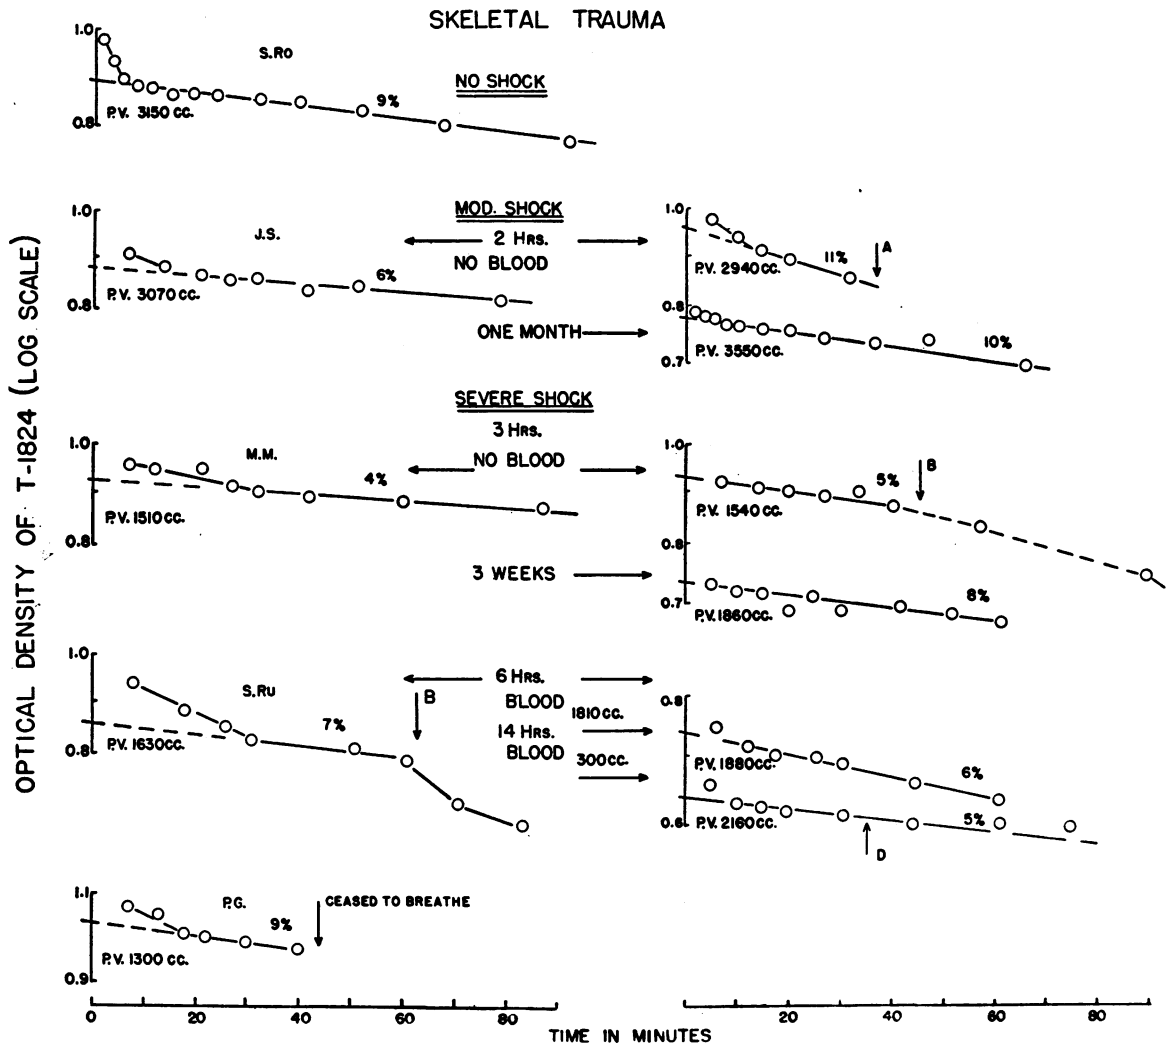 SKELETAL TRAUMA
OPTICAL DENSITY OF T-1824 (LOG SCALE)
1.0
S.RO
NO SHOCK
9%
P.V. 3150 CC.
0.8
1.0
J.S.
MOD. SHOCK
2 HRS.
NO BLOOD
6%
P.V. 3070 CC.
0.8
1.0
A
11%
P.V. 2940 CC.
0.8
ONE MONTH
10%
P.V. 3550 CC.
0.7
SEVERE SHOCK
3 HRS.
NO BLOOD
1.0
M.M.
4%
P.V. 1510 CC.
0.8
1.0
B
5%
P.V. 1540 CC.
0.8
3 WEEKS
0.7
8%
P.V. 1860 CC.
1.0
S.RU
B
7%
P.V. 1630 CC.
0.8
6 HRS.
BLOOD 1810 CC.
14 HRS.
BLOOD 300 CC.
0.8
P.V. 1880 CC.
6%
0.6
P.V. 2160 CC.
5%
D
1.1
P.G.
CEASED TO BREATHE
9%
P.V. 1300 CC.
0.9
0 20 40 60 80
20 40 60 80
TIME IN MINUTES